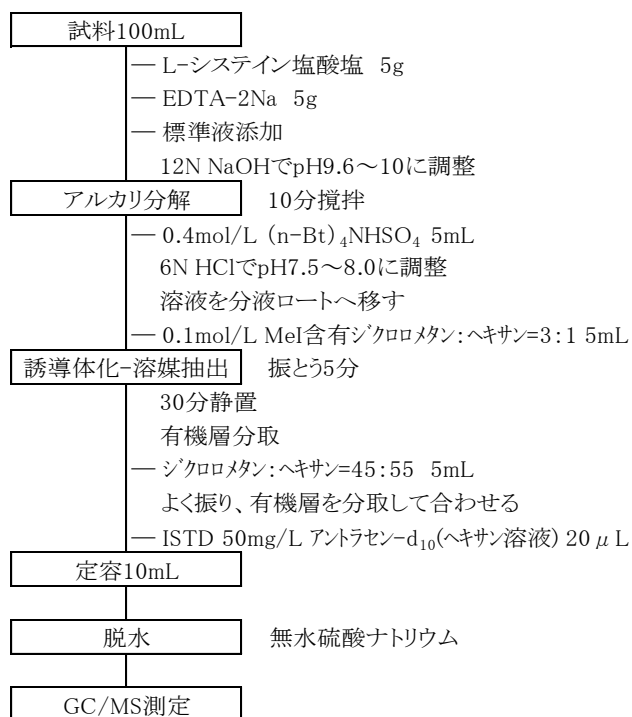 試料100mL
― L-システイン塩酸塩 5g
― EDTA-2Na 5g
― 標準液添加
12N NaOHでpH9.6～10に調整
アルカリ分解 10分撹拌
― 0.4mol/L (n-Bt)₄NHSO₄ 5mL
6N HClでpH7.5～8.0に調整
溶液を分液ロートへ移す
― 0.1mol/L MeI含有ｼﾞｸﾛﾛﾒﾀﾝ:ﾍｷｻﾝ=3:1 5mL
誘導体化-溶媒抽出 振とう5分
30分静置
有機層分取
― ｼﾞｸﾛﾛﾒﾀﾝ:ﾍｷｻﾝ=45:55 5mL
よく振り、有機層を分取して合わせる
― ISTD 50mg/L ｱﾝﾄﾗｾﾝ-d₁₀(ﾍｷｻﾝ溶液) 20μL
定容10mL
脱水 無水硫酸ナトリウム
GC/MS測定